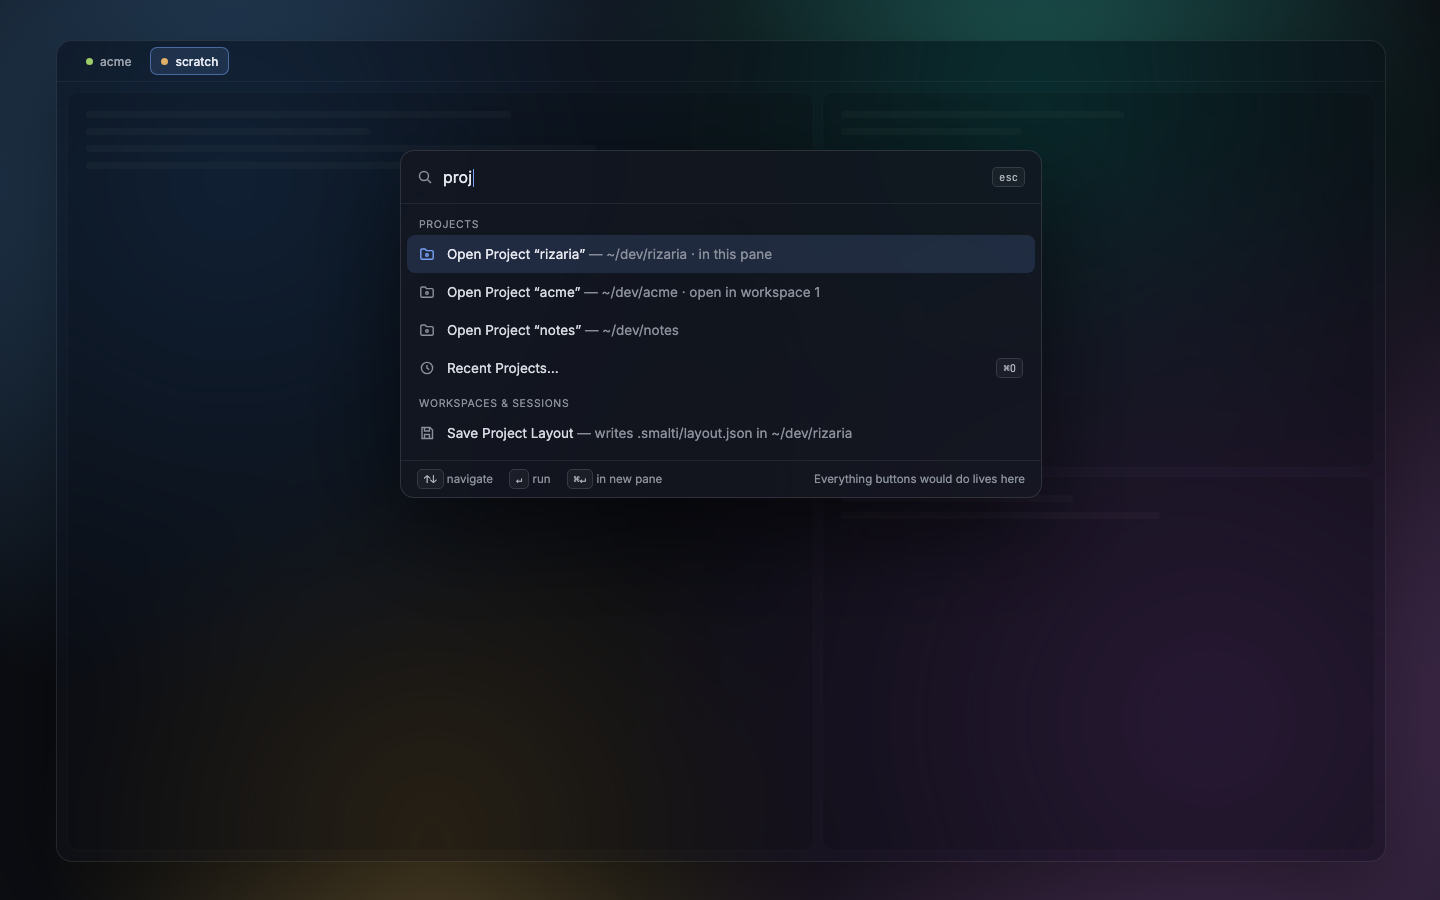 acme
scratch
proj
esc
PROJECTS
Open Project “rizaria” — ~/dev/rizaria · in this pane
Open Project “acme” — ~/dev/acme · open in workspace 1
Open Project “notes” — ~/dev/notes
Recent Projects… ⌘O
WORKSPACES & SESSIONS
Save Project Layout — writes .smalti/layout.json in ~/dev/rizaria
↑↓ navigate ↵ run ⌘↵ in new pane Everything buttons would do lives here